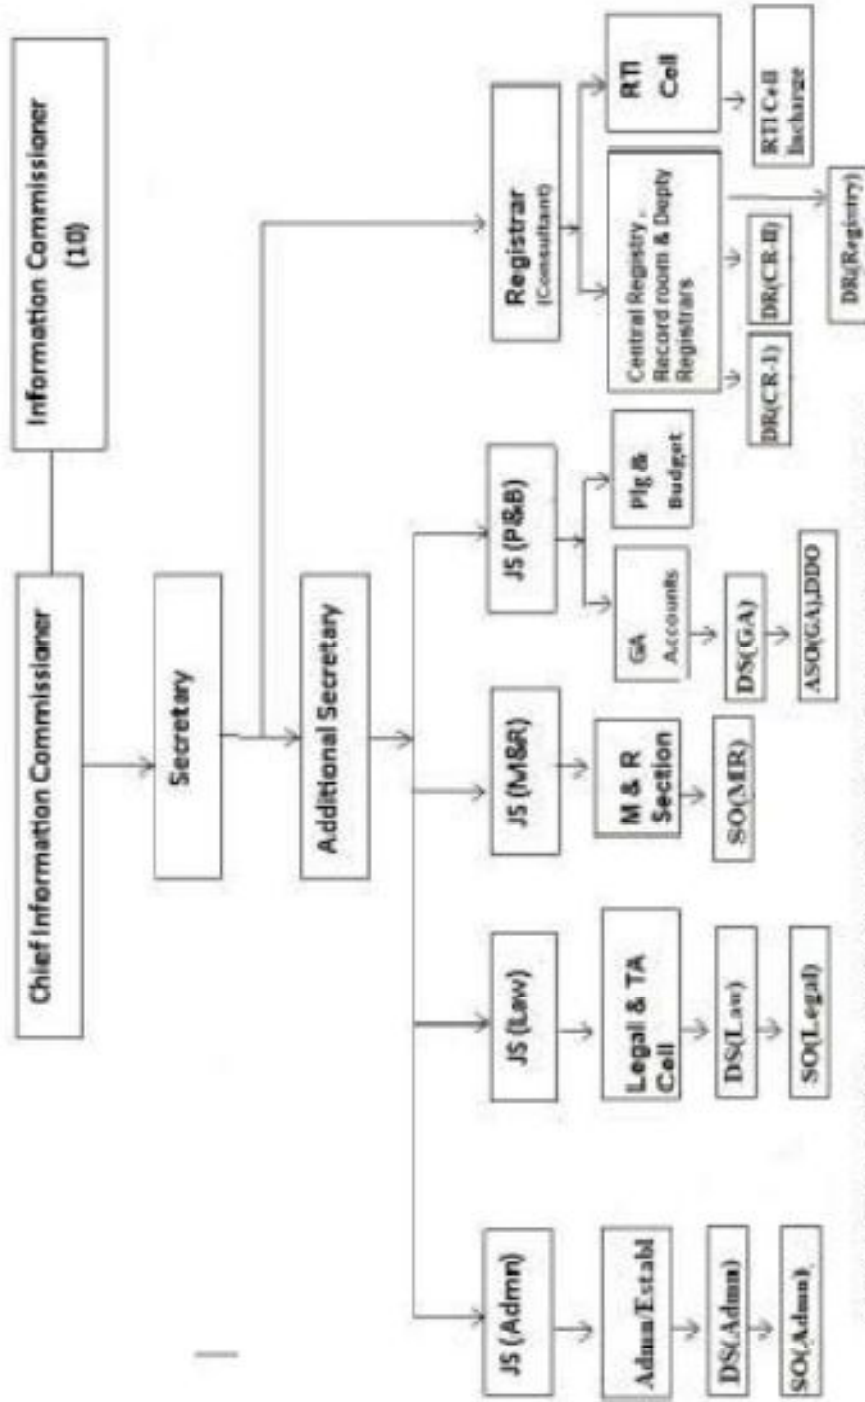 Chief Information Commissioner
Information Commissioner
(10)
Secretary
Additional Secretary
JS (Admn)
JS (Law)
JS (M&R)
JS (P&B)
Registrar
(Consultant)
Admn/Establ
Legal & TA
Cell
M & R
Section
GA
Accounts
Plg &
Budget
Central Registry,
Record room & Depty
Registrars
RTI
Cell
DS(Admn)
DS(Law)
SO(MR)
DS(GA)
DR(CR-I)
DR(CR-II)
RTI Cell
Incharge
SO(Admn)
SO(Legal)
ASO(GA),DDO
DR(Registry)